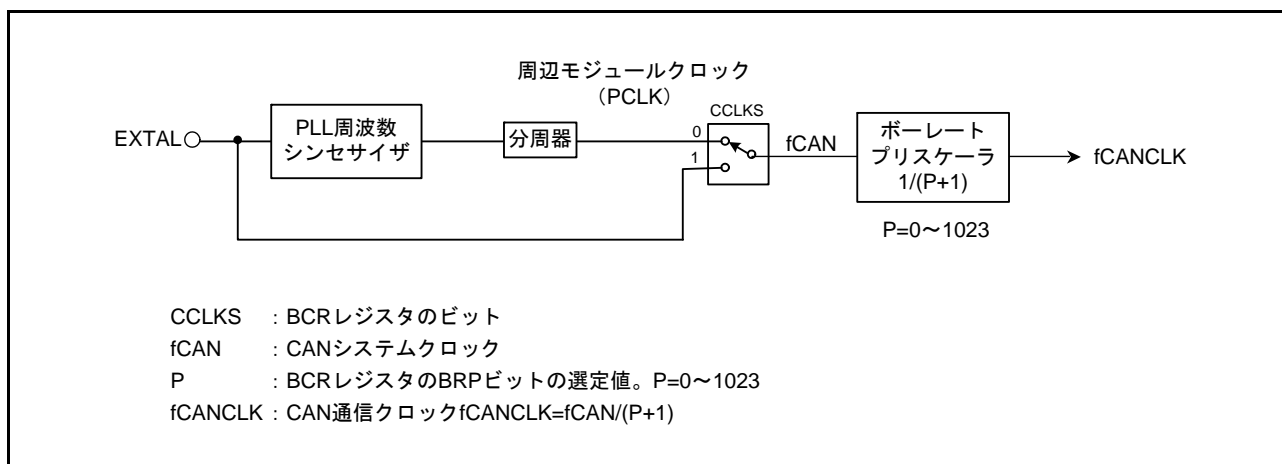 周辺モジュールクロック
(PCLK)
CCLKS
EXTAL
PLL周波数
シンセサイザ
分周器
0
1
fCAN
ボーレート
プリスケーラ
1/(P+1)
fCANCLK
P=0~1023
CCLKS :BCRレジスタのビット
fCAN :CANシステムクロック
P :BCRレジスタのBRPビットの選定値。P=0~1023
fCANCLK:CAN通信クロックfCANCLK=fCAN/(P+1)